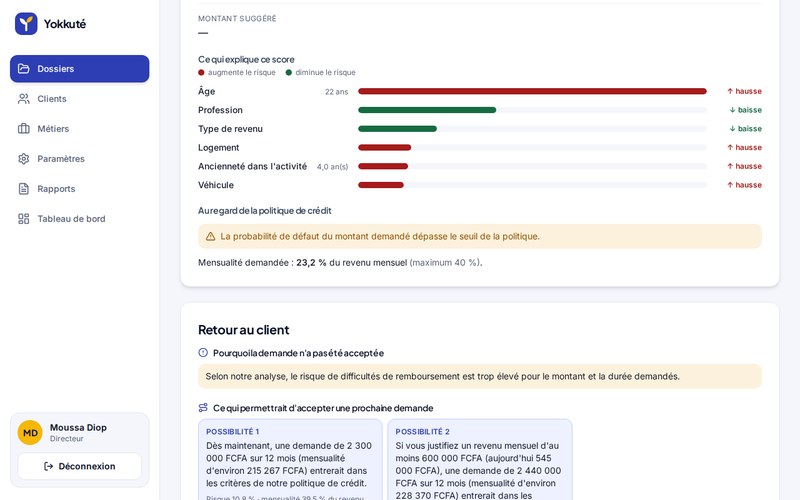 Yokkuté
Dossiers
Clients
Métiers
Paramètres
Rapports
Tableau de bord
MD
Moussa Diop
Directeur
Déconnexion
MONTANT SUGGÉRÉ
—
Ce qui explique ce score
augmente le risque
diminue le risque
Âge 22 ans ↑ hausse
Profession ↓ baisse
Type de revenu ↓ baisse
Logement ↑ hausse
Ancienneté dans l'activité 4,0 an(s) ↑ hausse
Véhicule ↑ hausse
Au regard de la politique de crédit
La probabilité de défaut du montant demandé dépasse le seuil de la politique.
Mensualité demandée : 23,2 % du revenu mensuel (maximum 40 %).
Retour au client
Pourquoi la demande n'a pas été acceptée
Selon notre analyse, le risque de difficultés de remboursement est trop élevé pour le montant et la durée demandés.
Ce qui permettrait d'accepter une prochaine demande
POSSIBILITÉ 1
Dès maintenant, une demande de 2 300
000 FCFA sur 12 mois (mensualité
d'environ 215 267 FCFA) entrerait dans
les critères de notre politique de crédit.
Risque 10,8 % · mensualité 39,5 % du revenu
POSSIBILITÉ 2
Si vous justifiez un revenu mensuel d'au
moins 600 000 FCFA (aujourd'hui 545
000 FCFA), une demande de 2 440 000
FCFA sur 12 mois (mensualité d'environ
228 370 FCFA) entrerait dans les